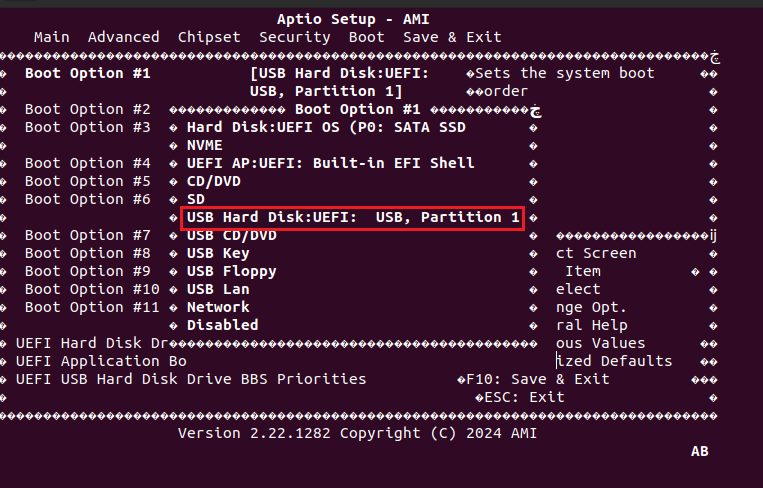 Aptio Setup - AMI
Main  Advanced  Chipset  Security  Boot  Save & Exit
Boot Option #1  [USB Hard Disk:UEFI:  Sets the system boot
USB, Partition 1]  order
Boot Option #2  Boot Option #1
Boot Option #3  Hard Disk:UEFI OS (P0: SATA SSD
NVME
Boot Option #4  UEFI AP:UEFI: Built-in EFI Shell
Boot Option #5  CD/DVD
Boot Option #6  SD
USB Hard Disk:UEFI:  USB, Partition 1
Boot Option #7  USB CD/DVD
Boot Option #8  USB Key  ct Screen
Boot Option #9  USB Floppy  Item
Boot Option #10  USB Lan  elect
Boot Option #11  Network  nge Opt.
Disabled  ral Help
UEFI Hard Disk Dr  ous Values
UEFI Application Bo  ized Defaults
UEFI USB Hard Disk Drive BBS Priorities  F10: Save & Exit
ESC: Exit
Version 2.22.1282 Copyright (C) 2024 AMI
AB